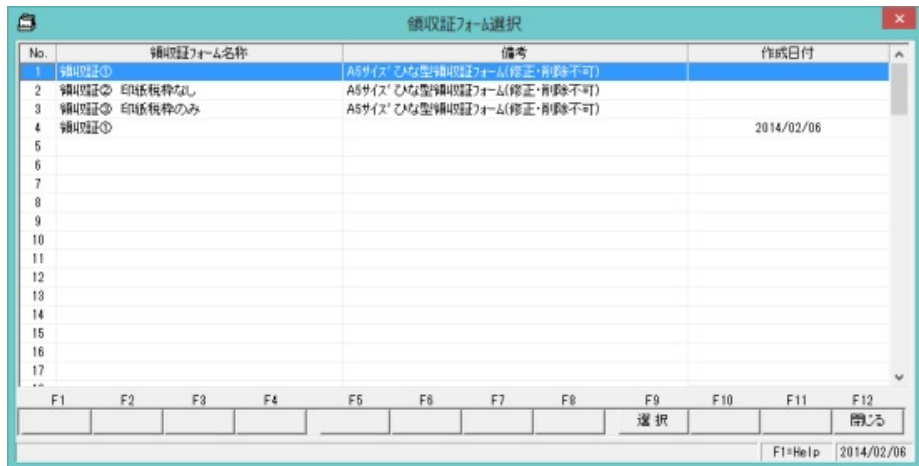 領収証フォーム選択
No. 領収証フォーム名称 備考 作成日付
1 領収証① A5サイズひな型領収証フォーム(修正・削除不可)
2 領収証② 印紙税枠なし A5サイズひな型領収証フォーム(修正・削除不可)
3 領収証③ 印紙税枠のみ A5サイズひな型領収証フォーム(修正・削除不可)
4 領収証① 2014/02/06
5
6
7
8
9
10
11
12
13
14
15
16
17
F1 F2 F3 F4 F5 F6 F7 F8 F9 F10 F11 F12
選択 閉じる
F1=Help 2014/02/06